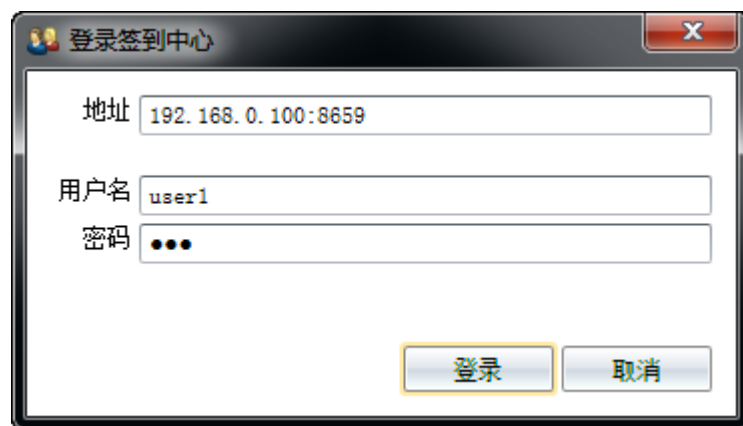 登录签到中心
地址 192.168.0.100:8659
用户名 user1
密码 ●●●
登录 取消